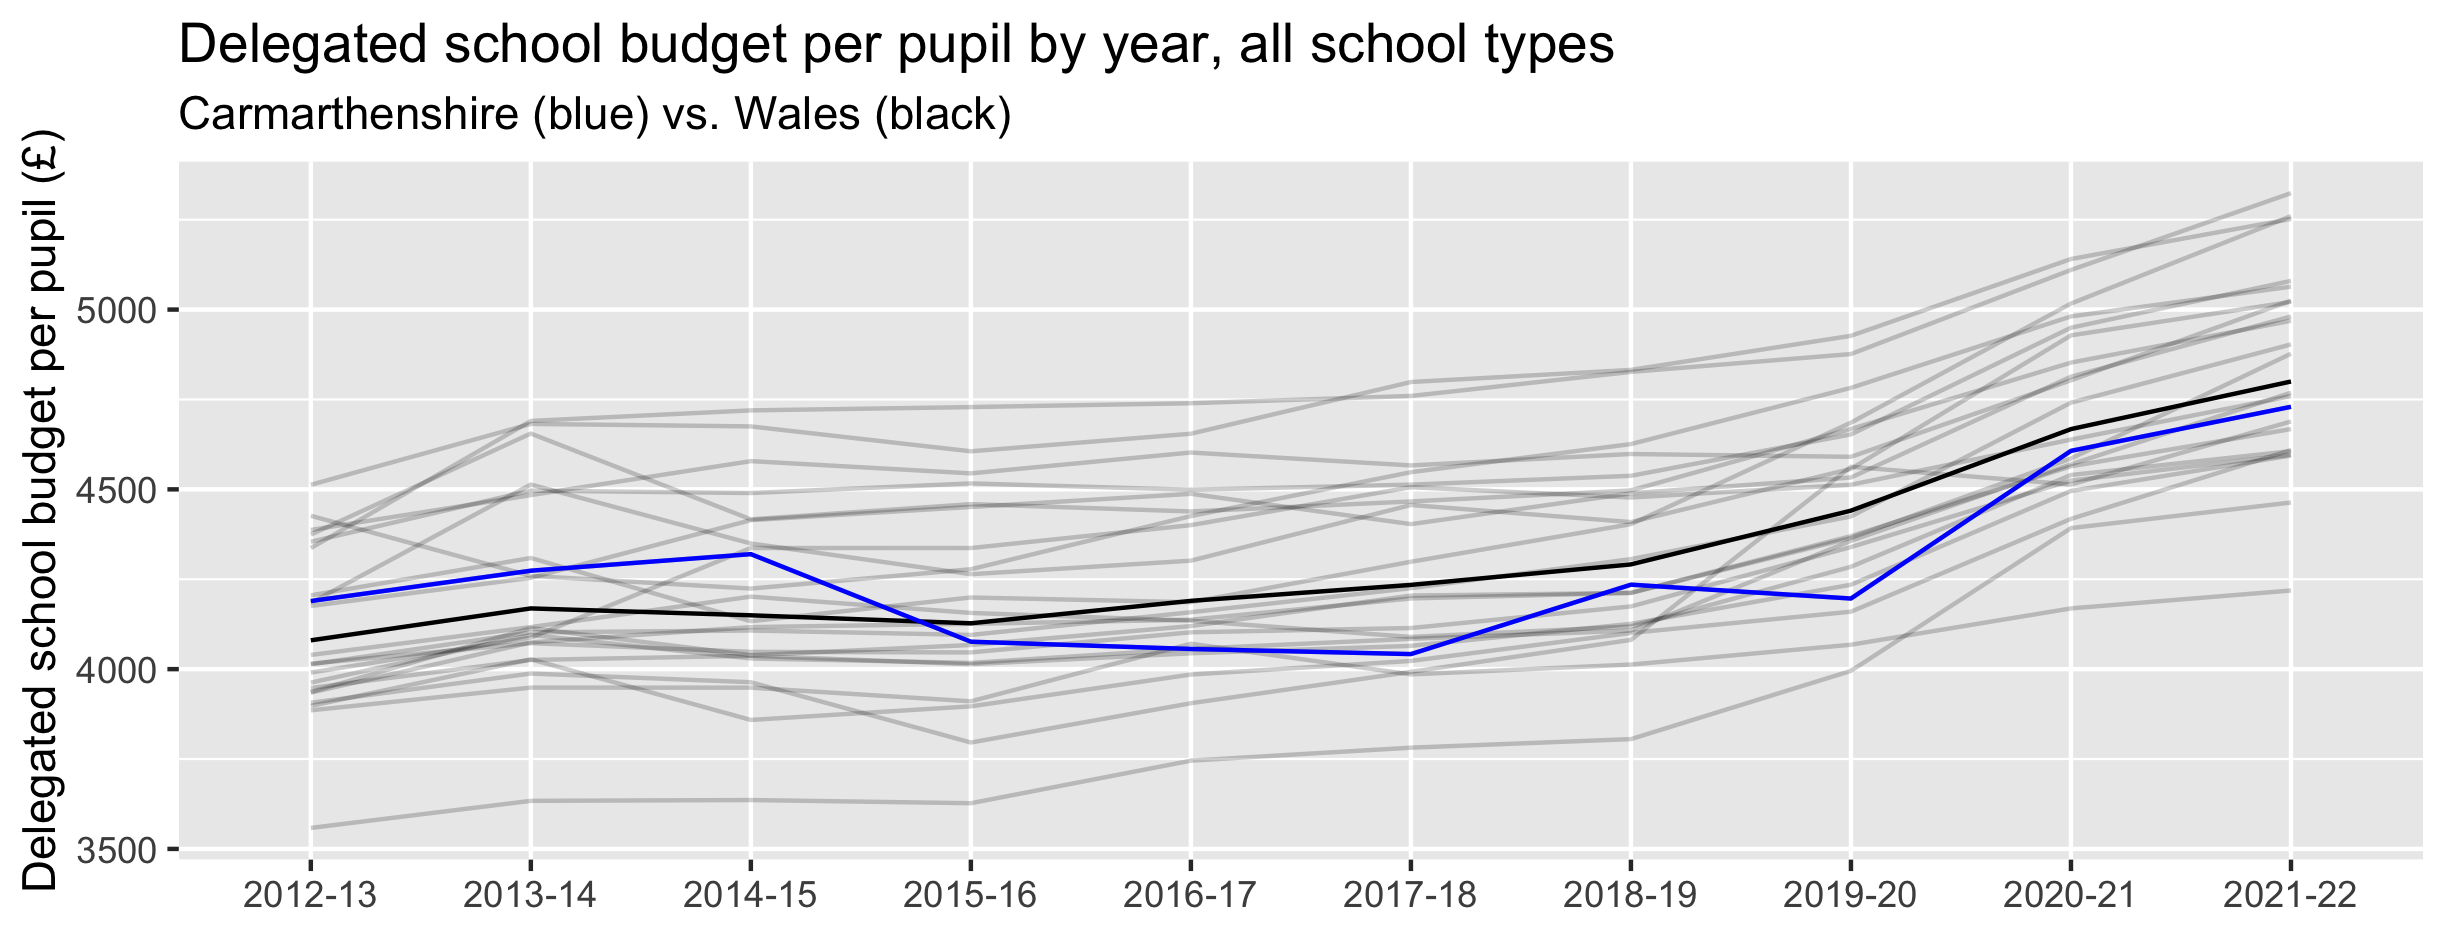 Delegated school budget per pupil by year, all school types
Carmarthenshire (blue) vs. Wales (black)
Delegated school budget per pupil (£)
5000
4500
4000
3500
2012-13 2013-14 2014-15 2015-16 2016-17 2017-18 2018-19 2019-20 2020-21 2021-22